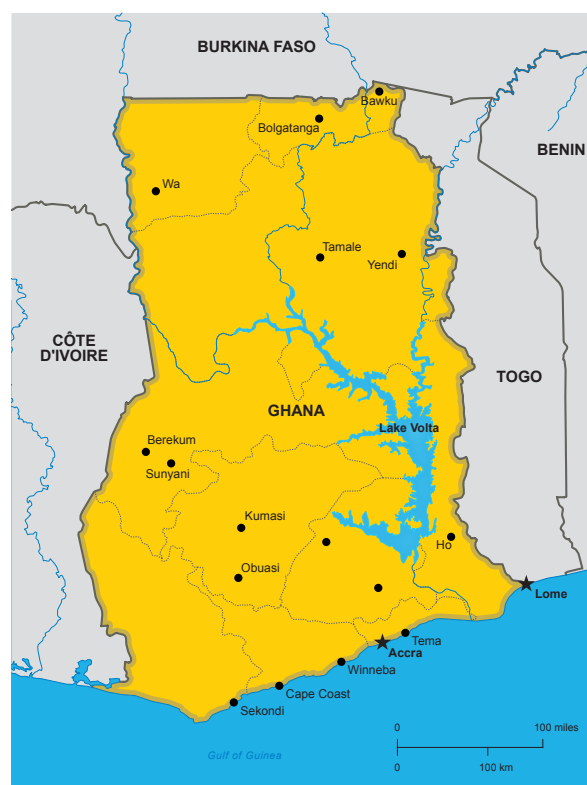 BURKINA FASO
Bawku
Bolgatanga
BENIN
Wa
Tamale
Yendi
CÔTE
D'IVOIRE
TOGO
GHANA
Lake Volta
Berekum
Sunyani
Kumasi
Ho
Obuasi
Lome
Tema
Accra
Winneba
Cape Coast
Sekondi
0 100 miles
Gulf of Guinea
0 100 km